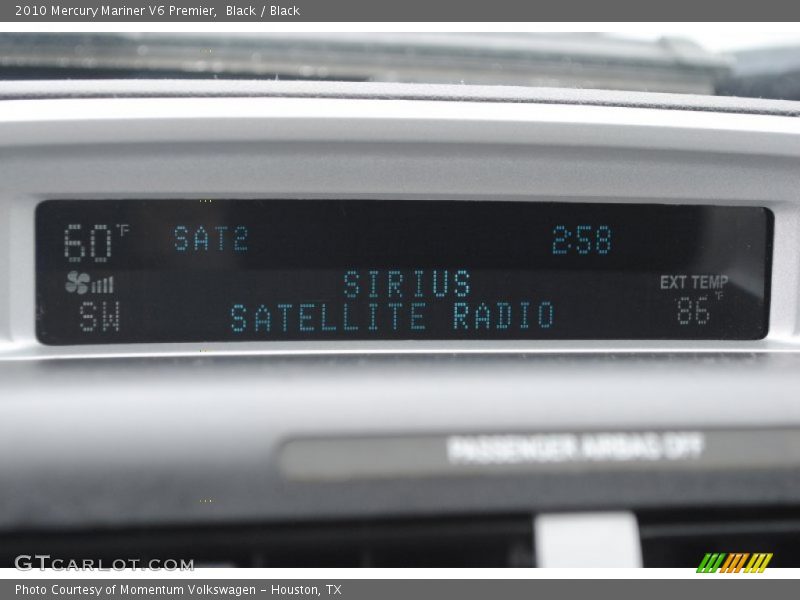 2010 Mercury Mariner V6 Premier,  Black / Black
60°F SAT2 2:58
SIRIUS EXT TEMP
SW SATELLITE RADIO 86°F
PASSENGER AIRBAG OFF
GTCARLOT.COM
Photo Courtesy of Momentum Volkswagen - Houston, TX